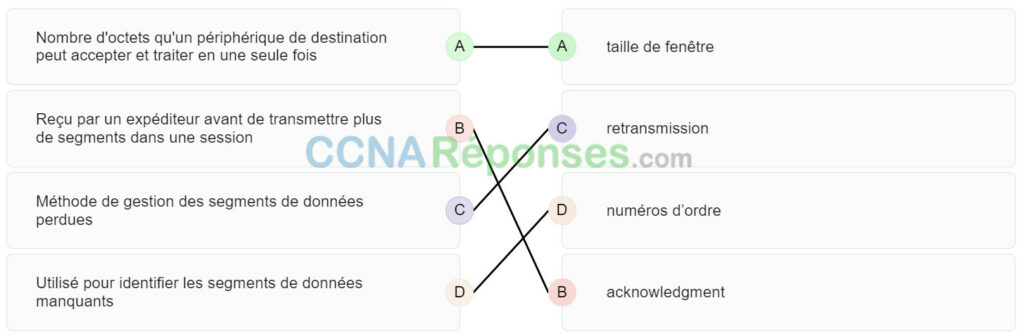 Nombre d'octets qu'un périphérique de destination
peut accepter et traiter en une seule fois
A
A
taille de fenêtre
Reçu par un expéditeur avant de transmettre plus
de segments dans une session
B
C
retransmission
CCNARéponses.com
Méthode de gestion des segments de données
perdues
C
D
numéros d’ordre
Utilisé pour identifier les segments de données
manquants
D
B
acknowledgment